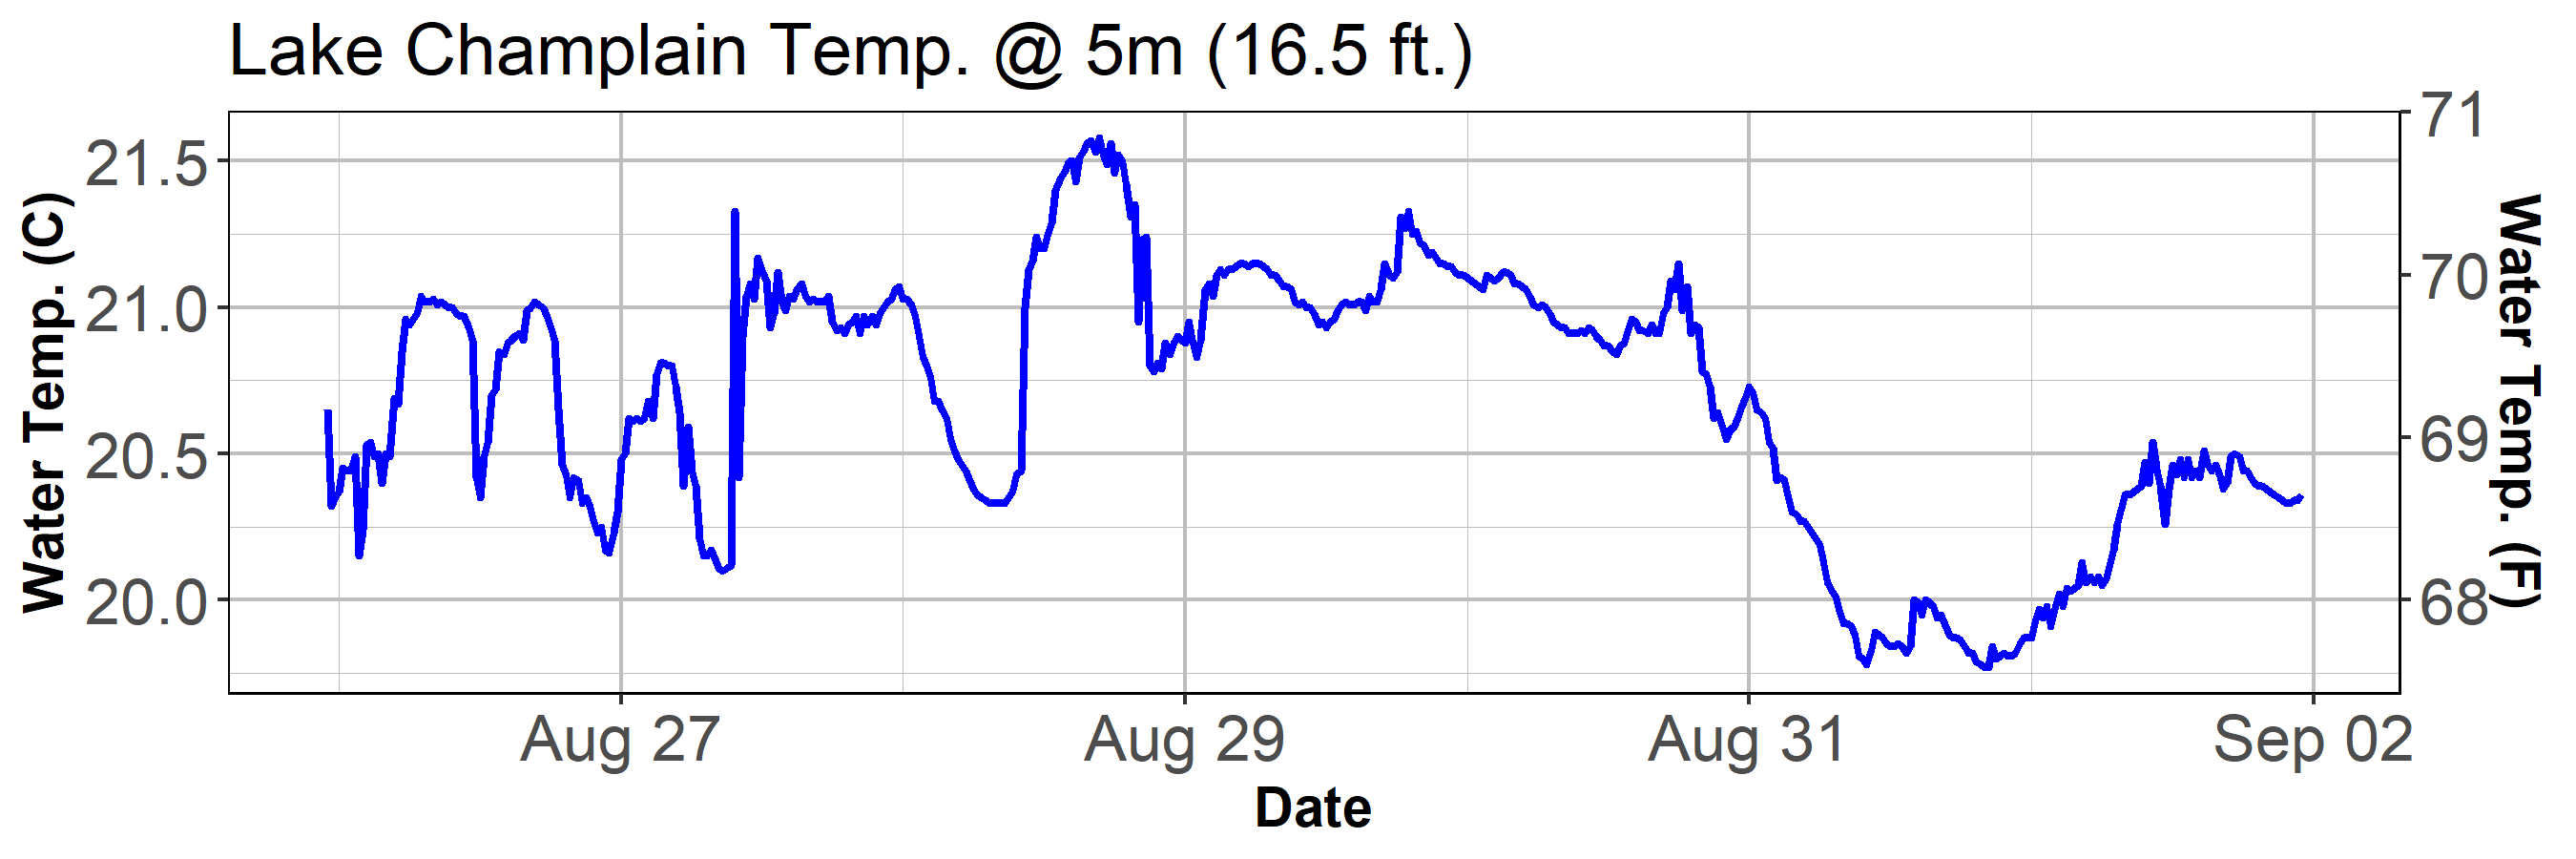 Lake Champlain Temp. @ 5m (16.5 ft.)
Water Temp. (C)
21.5
21.0
20.5
20.0
71
70
69
68
Water Temp. (F)
Aug 27 Aug 29 Aug 31 Sep 02
Date